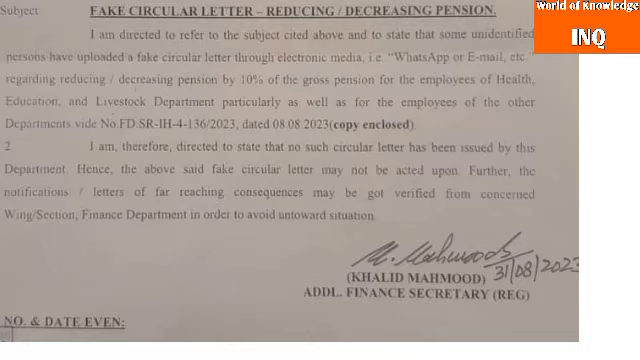 World of Knowledge
INQ
Subject FAKE CIRCULAR LETTER – REDUCING / DECREASING PENSION.
I am directed to refer to the subject cited above and to state that some unidentified
persons have uploaded a fake circular letter through electronic media, i.e. “WhatsApp or E-mail, etc.”
regarding reducing / decreasing pension by 10% of the gross pension for the employees of Health,
Education, and Livestock Department particularly as well as for the employees of the other
Departments vide No.FD.SR-IH-4-136/2023, dated 08.08.2023(copy enclosed).
2 I am, therefore, directed to state that no such circular letter has been issued by this
Department. Hence, the above said fake circular letter may not be acted upon. Further, the
notifications / letters of far reaching consequences may be got verified from concerned
Wing/Section, Finance Department in order to avoid untoward situation.
M. Mahmood
31/08/2023
(KHALID MAHMOOD)
ADDL. FINANCE SECRETARY (REG)
NO. & DATE EVEN: